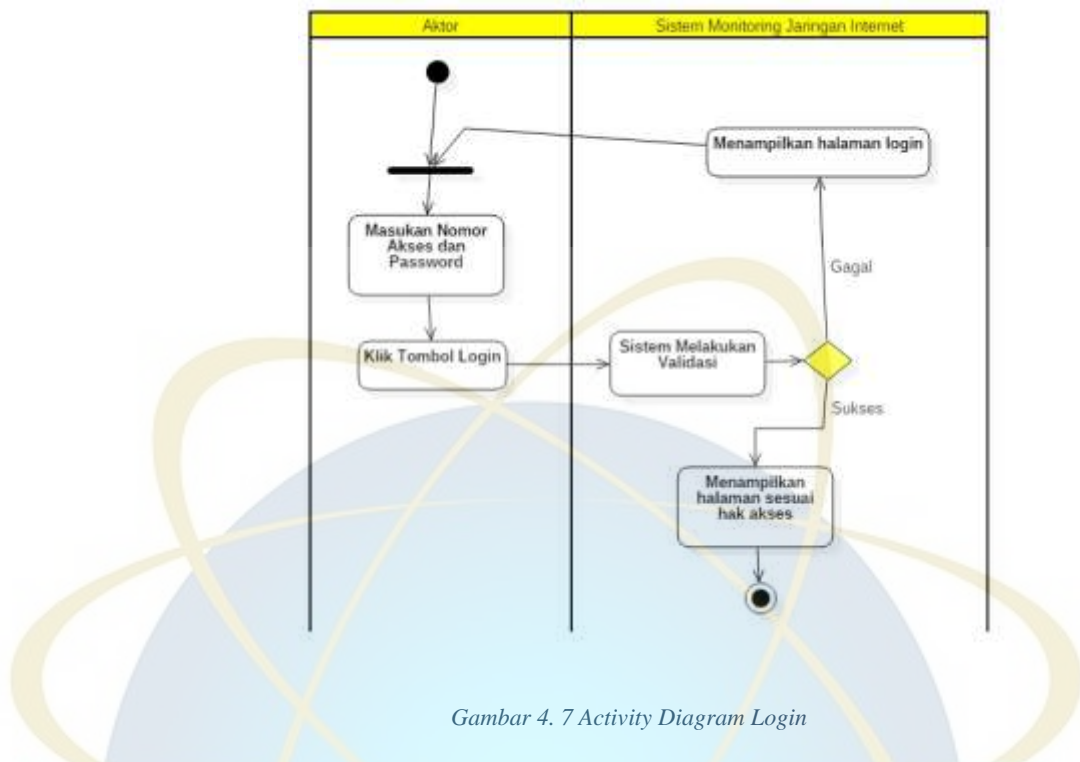 Aktor
Sistem Monitoring Jaringan Internet
Menampilkan halaman login
Masukan Nomor
Akses dan
Password
Gagal
Klik Tombol Login
Sistem Melakukan
Validasi
Sukses
Menampilkan
halaman sesuai
hak akses
Gambar 4. 7 Activity Diagram Login